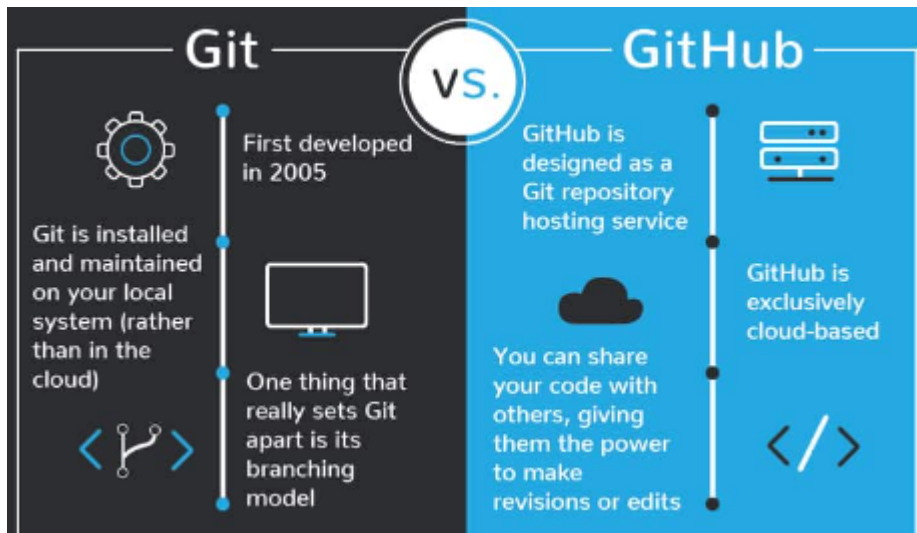 Git
vs.
GitHub
First developed
in 2005
Git is installed
and maintained
on your local
system (rather
than in the
cloud)
One thing that
really sets Git
apart is its
branching
model
GitHub is
designed as a
Git repository
hosting service
GitHub is
exclusively
cloud-based
You can share
your code with
others, giving
them the power
to make
revisions or edits